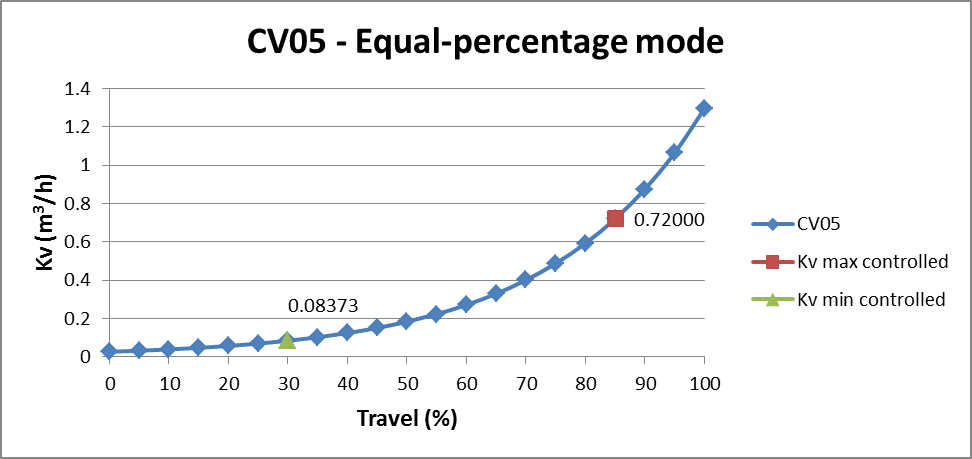 CV05 - Equal-percentage mode
1.4
1.2
1
0.8
0.6
0.4
0.2
0
Kv (m³/h)
0.72000
0.08373
0 10 20 30 40 50 60 70 80 90 100
Travel (%)
CV05
Kv max controlled
Kv min controlled